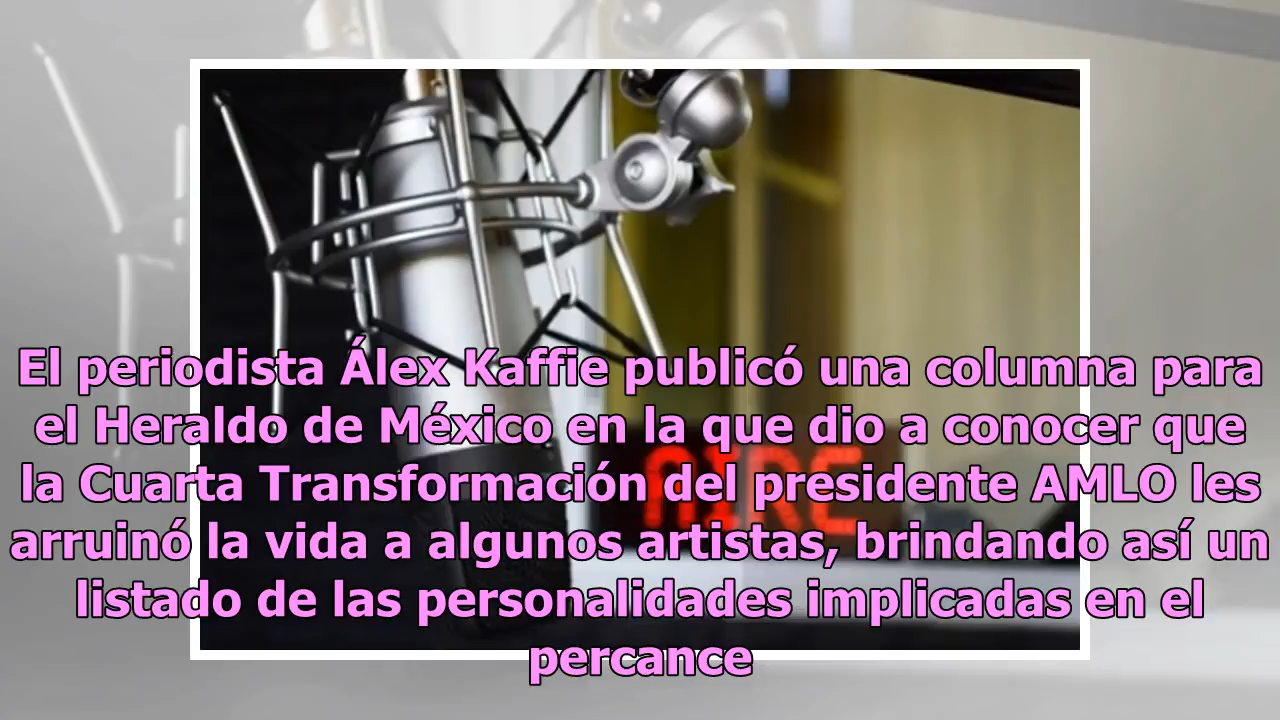 El periodista Álex Kaffie publicó una columna para
el Heraldo de México en la que dio a conocer que
la Cuarta Transformación del presidente AMLO les
arruinó la vida a algunos artistas, brindando así un
listado de las personalidades implicadas en el
percance
AIRE